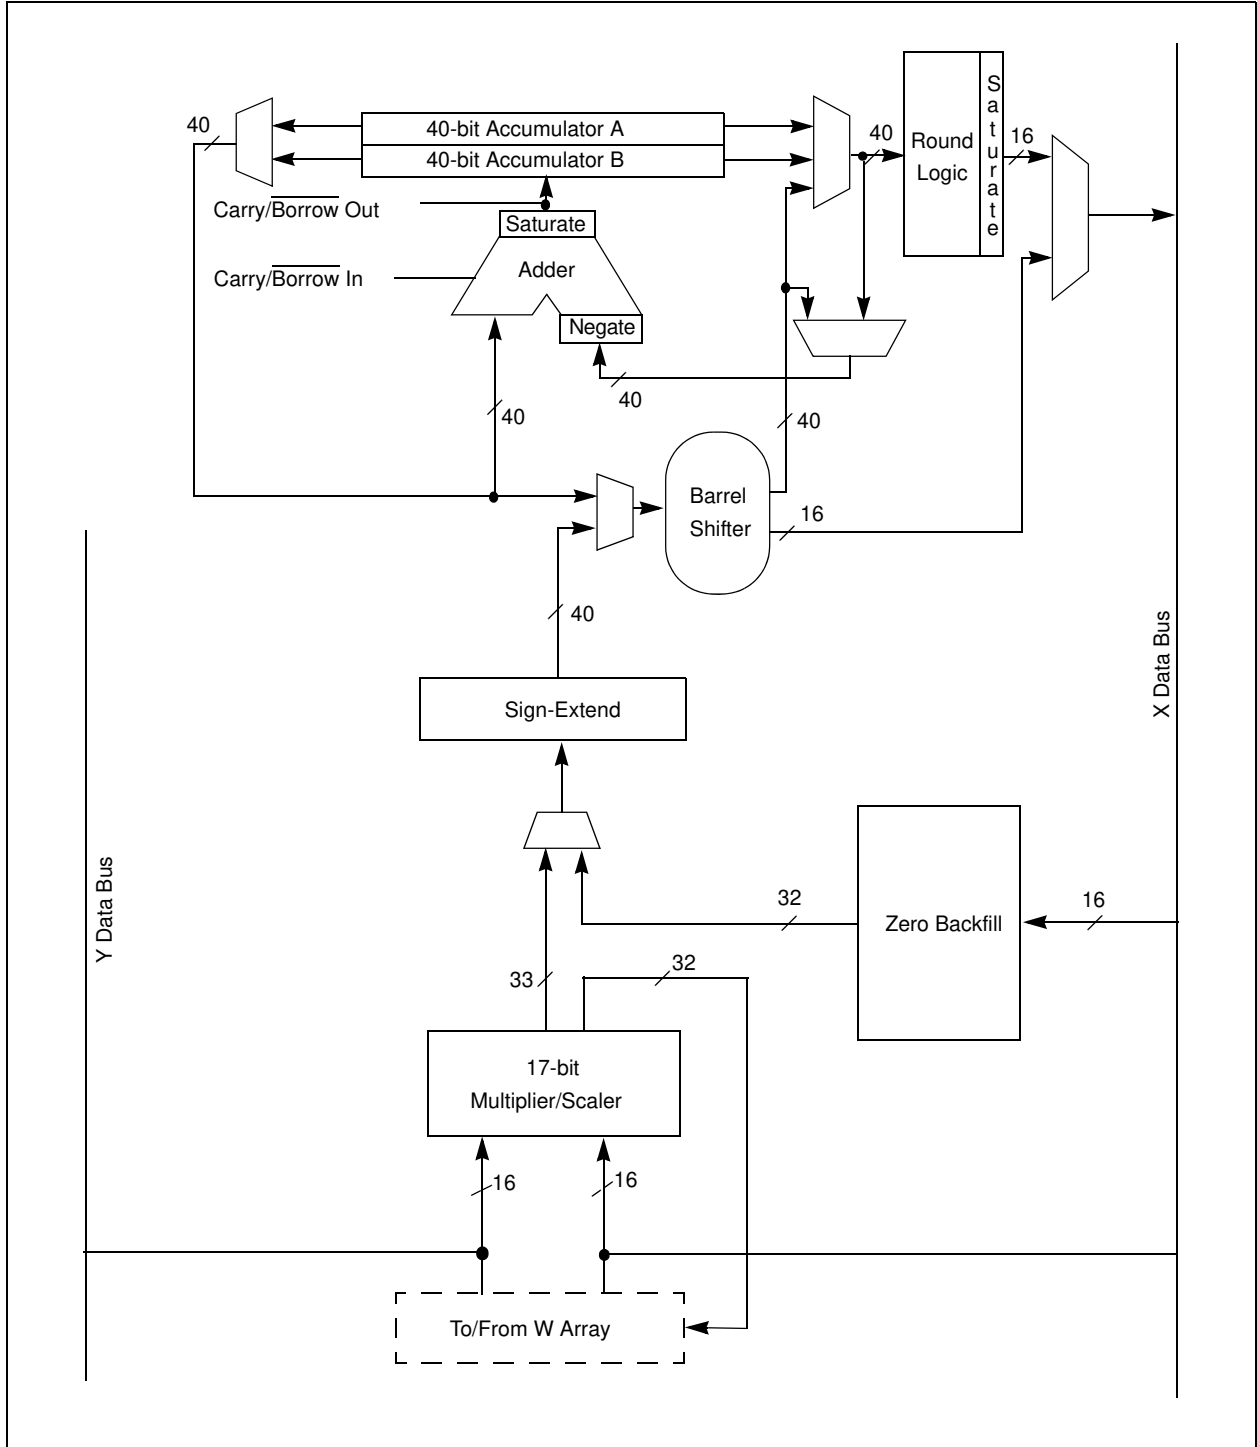 40
40-bit Accumulator A
40-bit Accumulator B
Carry/Borrow Out
Saturate
Carry/Borrow In
Adder
Negate
40
Round
Logic
Saturate
16
40
40
40
Barrel
Shifter
16
40
Sign-Extend
X Data Bus
Y Data Bus
32
Zero Backfill
16
33
32
17-bit
Multiplier/Scaler
16
16
To/From W Array